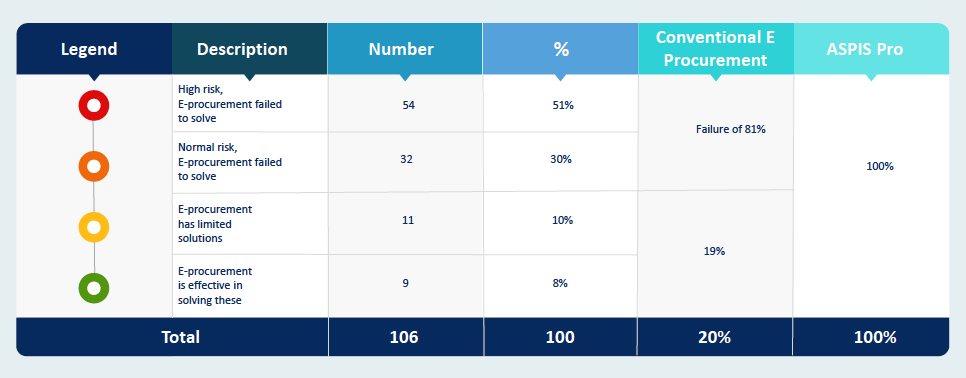 Legend
Description
Number
%
Conventional E
Procurement
ASPIS Pro
High risk,
E-procurement failed
to solve
54
51%
Failure of 81%
Normal risk,
E-procurement failed
to solve
32
30%
100%
E-procurement
has limited
solutions
11
10%
19%
E-procurement
is effective in
solving these
9
8%
Total
106
100
20%
100%